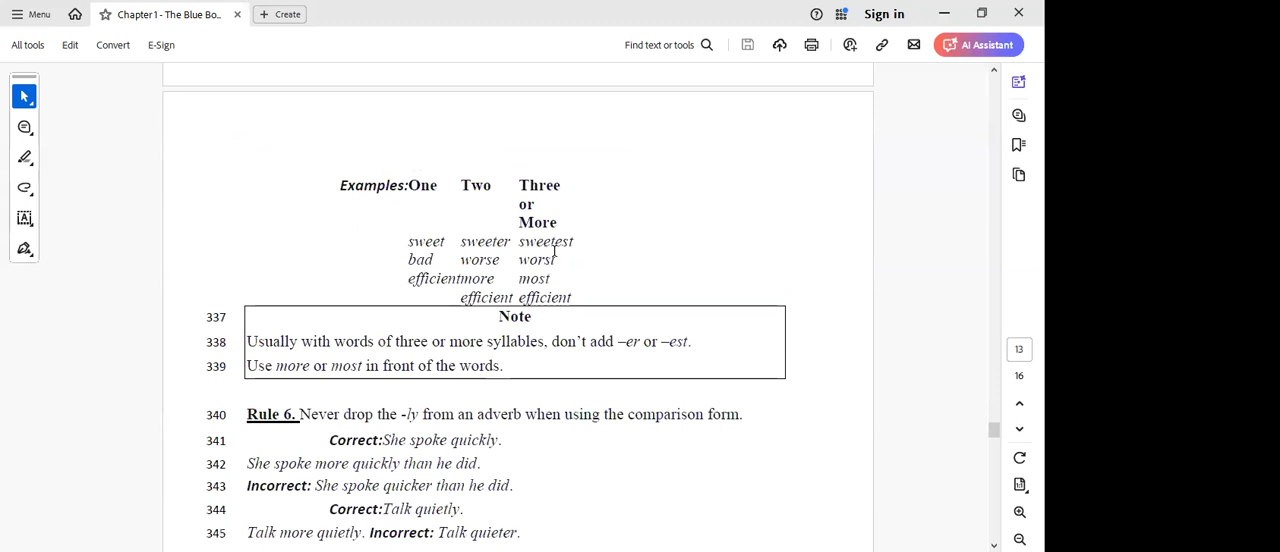 Menu Chapter1 - The Blue Bo... Create Sign in
All tools Edit Convert E-Sign Find text or tools AI Assistant
Examples:One Two Three
or
More
sweet sweeter sweetest
bad worse worst
efficientmore most
efficient efficient
337 Note
338 Usually with words of three or more syllables, don’t add –er or –est.
339 Use more or most in front of the words.
13
16
340 Rule 6. Never drop the -ly from an adverb when using the comparison form.
341 Correct:She spoke quickly.
342 She spoke more quickly than he did.
343 Incorrect: She spoke quicker than he did.
344 Correct:Talk quietly.
345 Talk more quietly. Incorrect: Talk quieter.